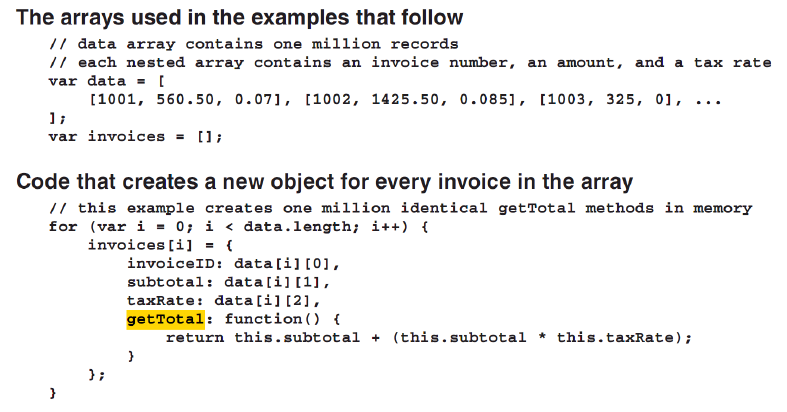 The arrays used in the examples that follow
// data array contains one million records
// each nested array contains an invoice number, an amount, and a tax rate
var data = [
    [1001, 560.50, 0.07], [1002, 1425.50, 0.085], [1003, 325, 0], ...
];
var invoices = [];
Code that creates a new object for every invoice in the array
// this example creates one million identical getTotal methods in memory
for (var i = 0; i < data.length; i++) {
    invoices[i] = {
        invoiceID: data[i][0],
        subtotal: data[i][1],
        taxRate: data[i][2],
        getTotal: function() {
            return this.subtotal + (this.subtotal * this.taxRate);
        }
    };
}